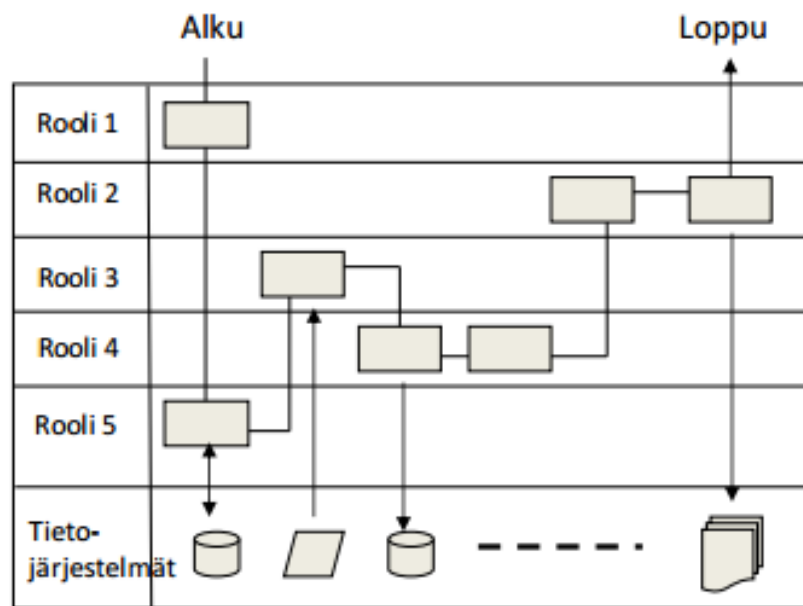 Alku
Loppu
Rooli 1
Rooli 2
Rooli 3
Rooli 4
Rooli 5
Tieto-
järjestelmät